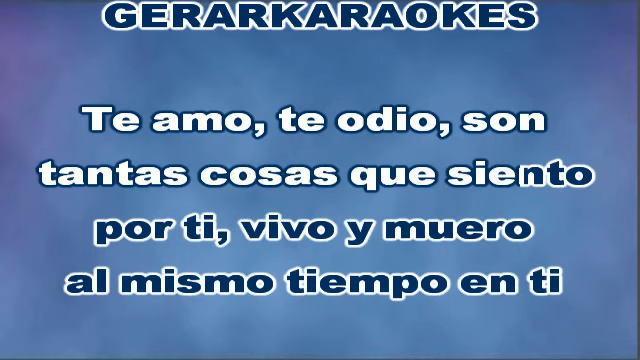 GERARKARAOKES
Te amo, te odio, son
tantas cosas que siento
por ti, vivo y muero
al mismo tiempo en ti